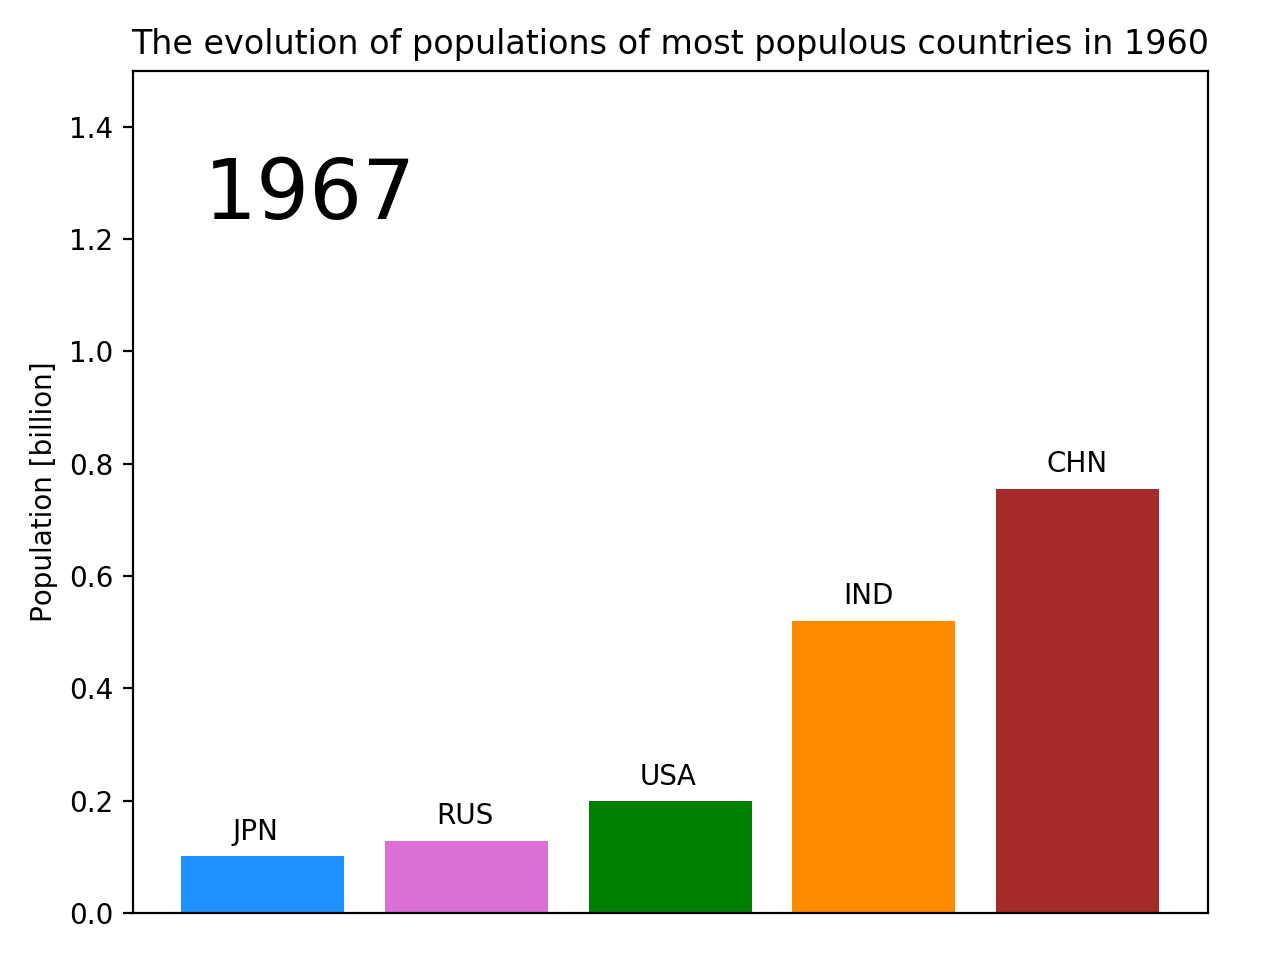 The evolution of populations of most populous countries in 1960
1967
Population [billion]
1.4
1.2
1.0
0.8
0.6
0.4
0.2
0.0
JPN
RUS
USA
IND
CHN